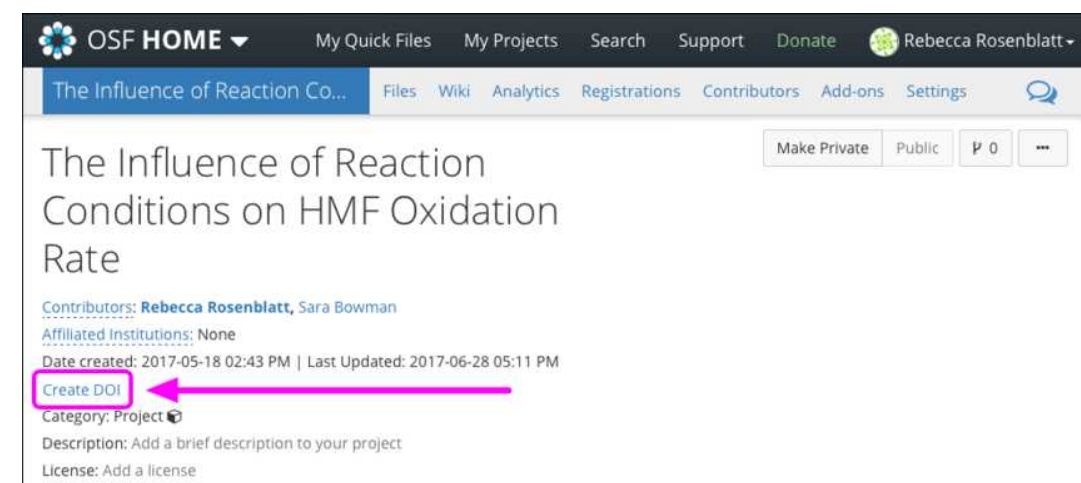 OSF HOME My Quick Files My Projects Search Support Donate Rebecca Rosenblatt
The Influence of Reaction Co... Files Wiki Analytics Registrations Contributors Add-ons Settings
Make Private Public 0 ...
The Influence of Reaction
Conditions on HMF Oxidation
Rate
Contributors: Rebecca Rosenblatt, Sara Bowman
Affiliated Institutions: None
Date created: 2017-05-18 02:43 PM | Last Updated: 2017-06-28 05:11 PM
Create DOI
Category: Project
Description: Add a brief description to your project
License: Add a license